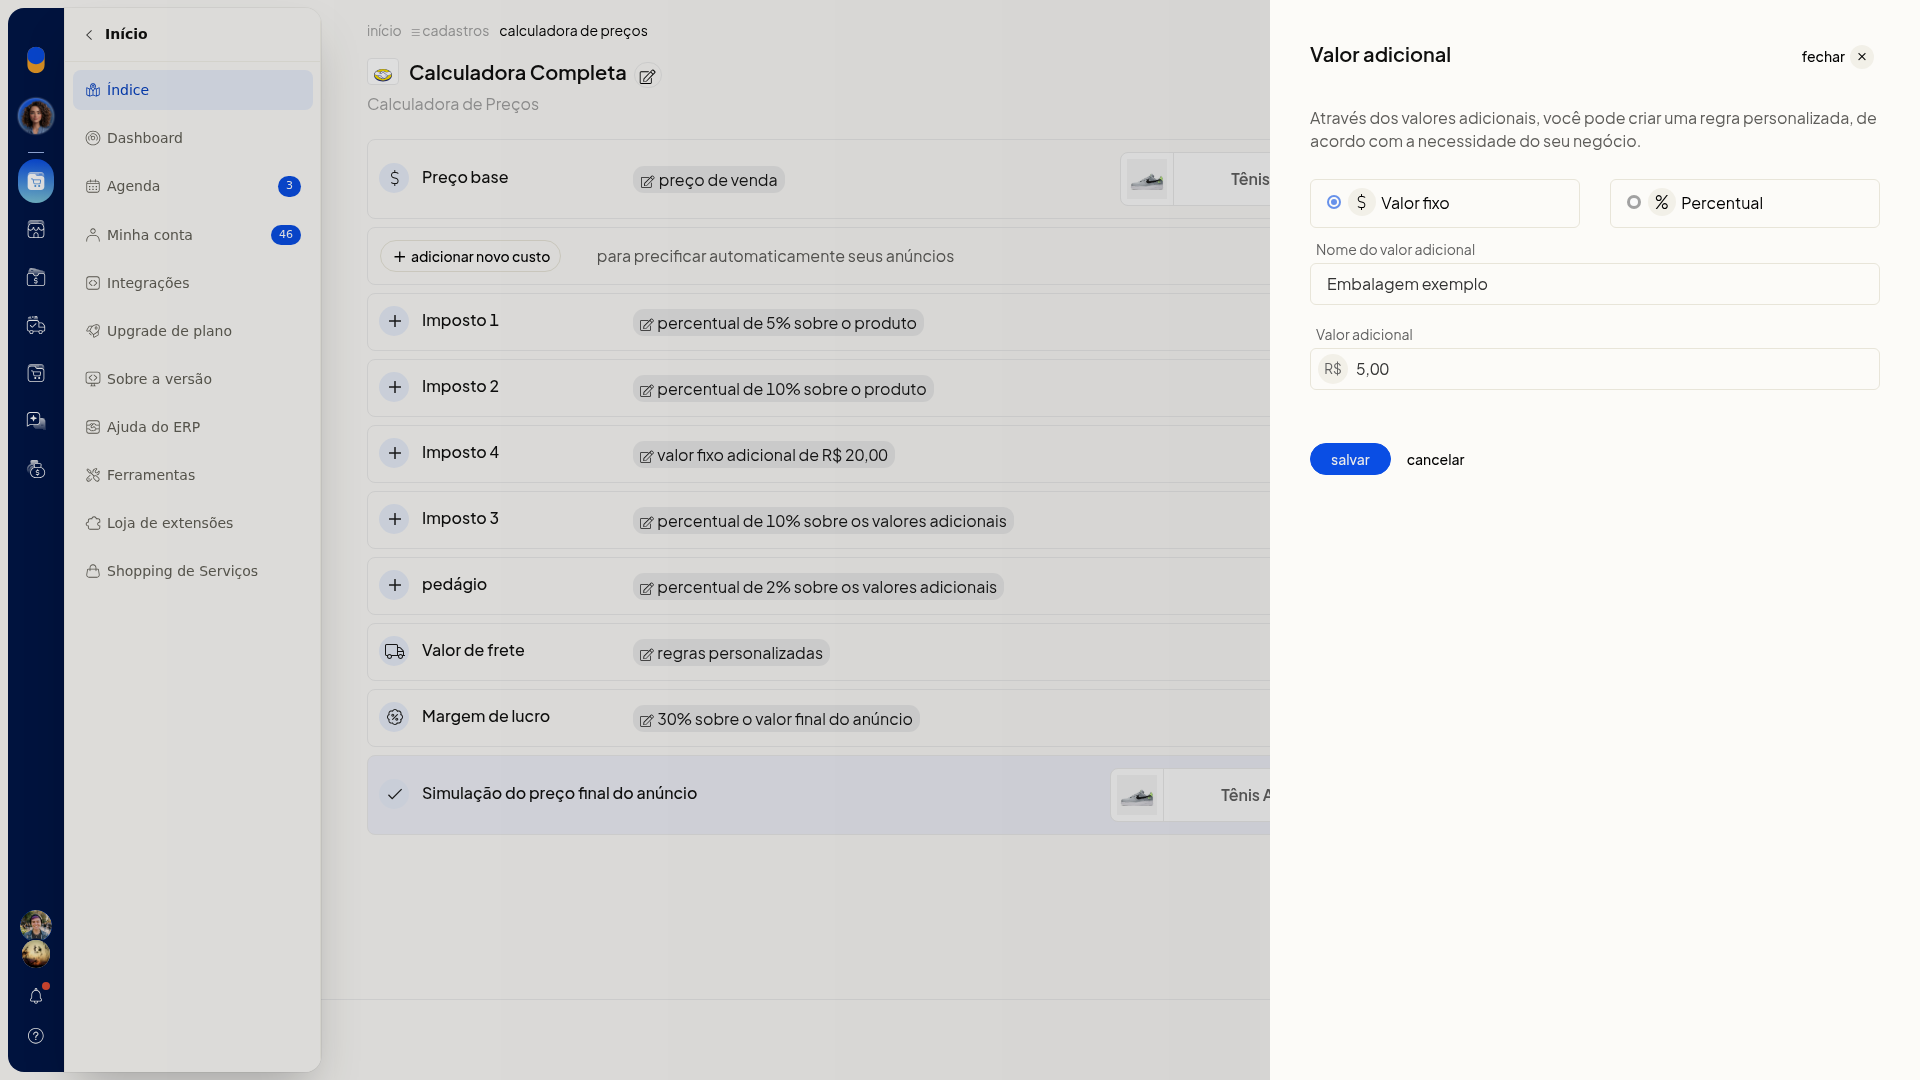 Início
Índice
Dashboard
Agenda 3
Minha conta 46
Integrações
Upgrade de plano
Sobre a versão
Ajuda do ERP
Ferramentas
Loja de extensões
Shopping de Serviços
início cadastros calculadora de preços
Calculadora Completa
Calculadora de Preços
$ Preço base preço de venda Tênis
+ adicionar novo custo para precificar automaticamente seus anúncios
+ Imposto 1 percentual de 5% sobre o produto
+ Imposto 2 percentual de 10% sobre o produto
+ Imposto 4 valor fixo adicional de R$ 20,00
+ Imposto 3 percentual de 10% sobre os valores adicionais
+ pedágio percentual de 2% sobre os valores adicionais
Valor de frete regras personalizadas
Margem de lucro 30% sobre o valor final do anúncio
Simulação do preço final do anúncio Tênis A
Valor adicional fechar ×
Através dos valores adicionais, você pode criar uma regra personalizada, de
acordo com a necessidade do seu negócio.
$ Valor fixo % Percentual
Nome do valor adicional
Embalagem exemplo
Valor adicional
R$ 5,00
salvar cancelar